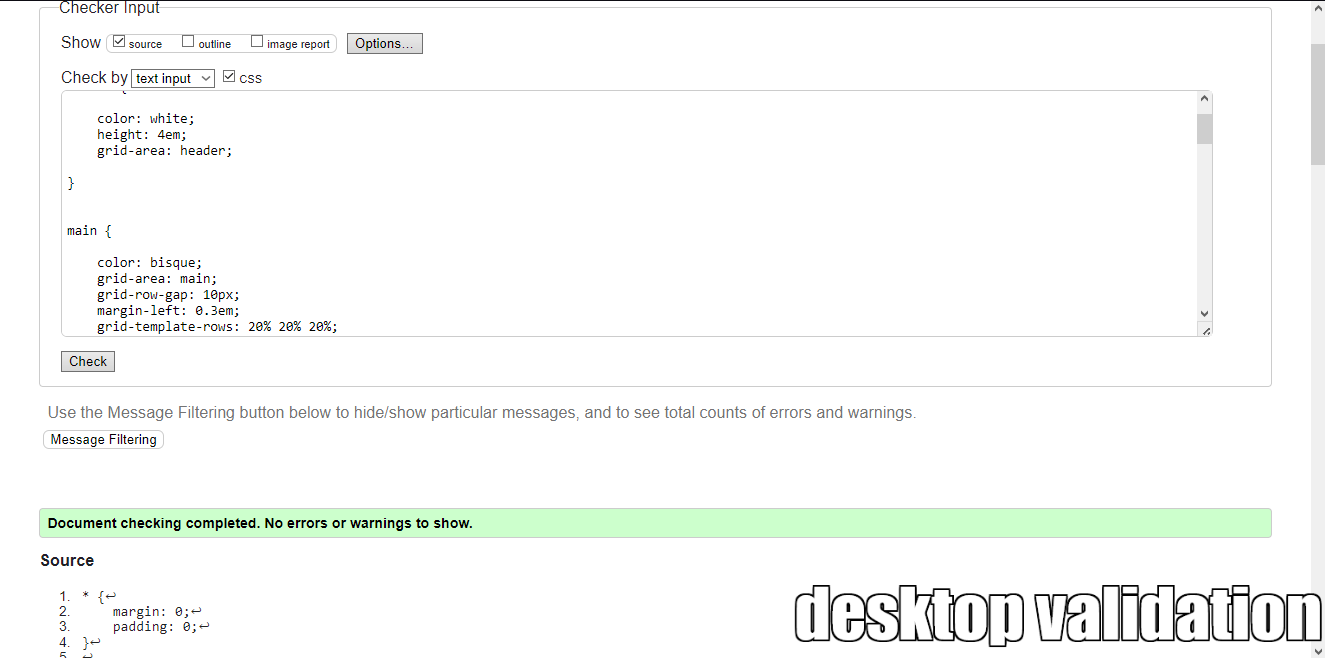 Checker Input
Show source outline image report Options...
Check by text input css
{
color: white;
height: 4em;
grid-area: header;
}
main {
color: bisque;
grid-area: main;
grid-row-gap: 10px;
margin-left: 0.3em;
grid-template-rows: 20% 20% 20%;
Check
Use the Message Filtering button below to hide/show particular messages, and to see total counts of errors and warnings.
Message Filtering
Document checking completed. No errors or warnings to show.
Source
1. * {↩
2. margin: 0;↩
3. padding: 0;↩
4. }↩
5. ↩
desktop validation